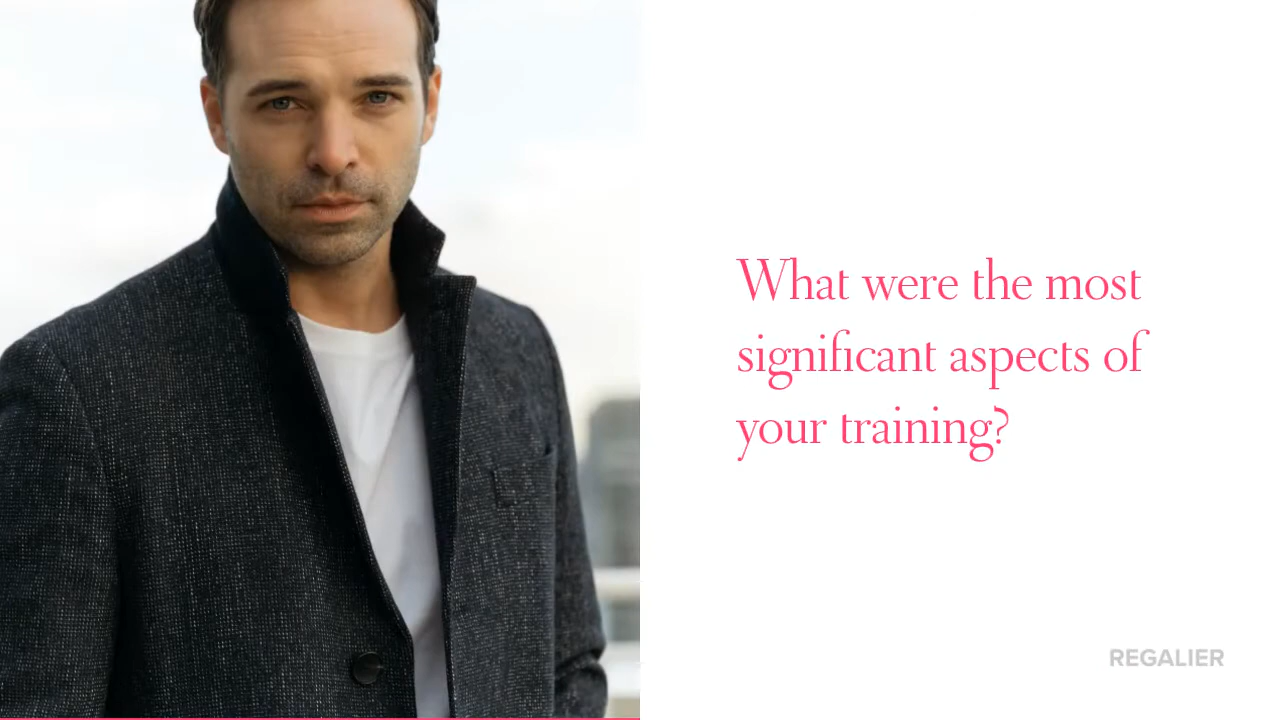 What were the most
significant aspects of
your training?
REGALIER